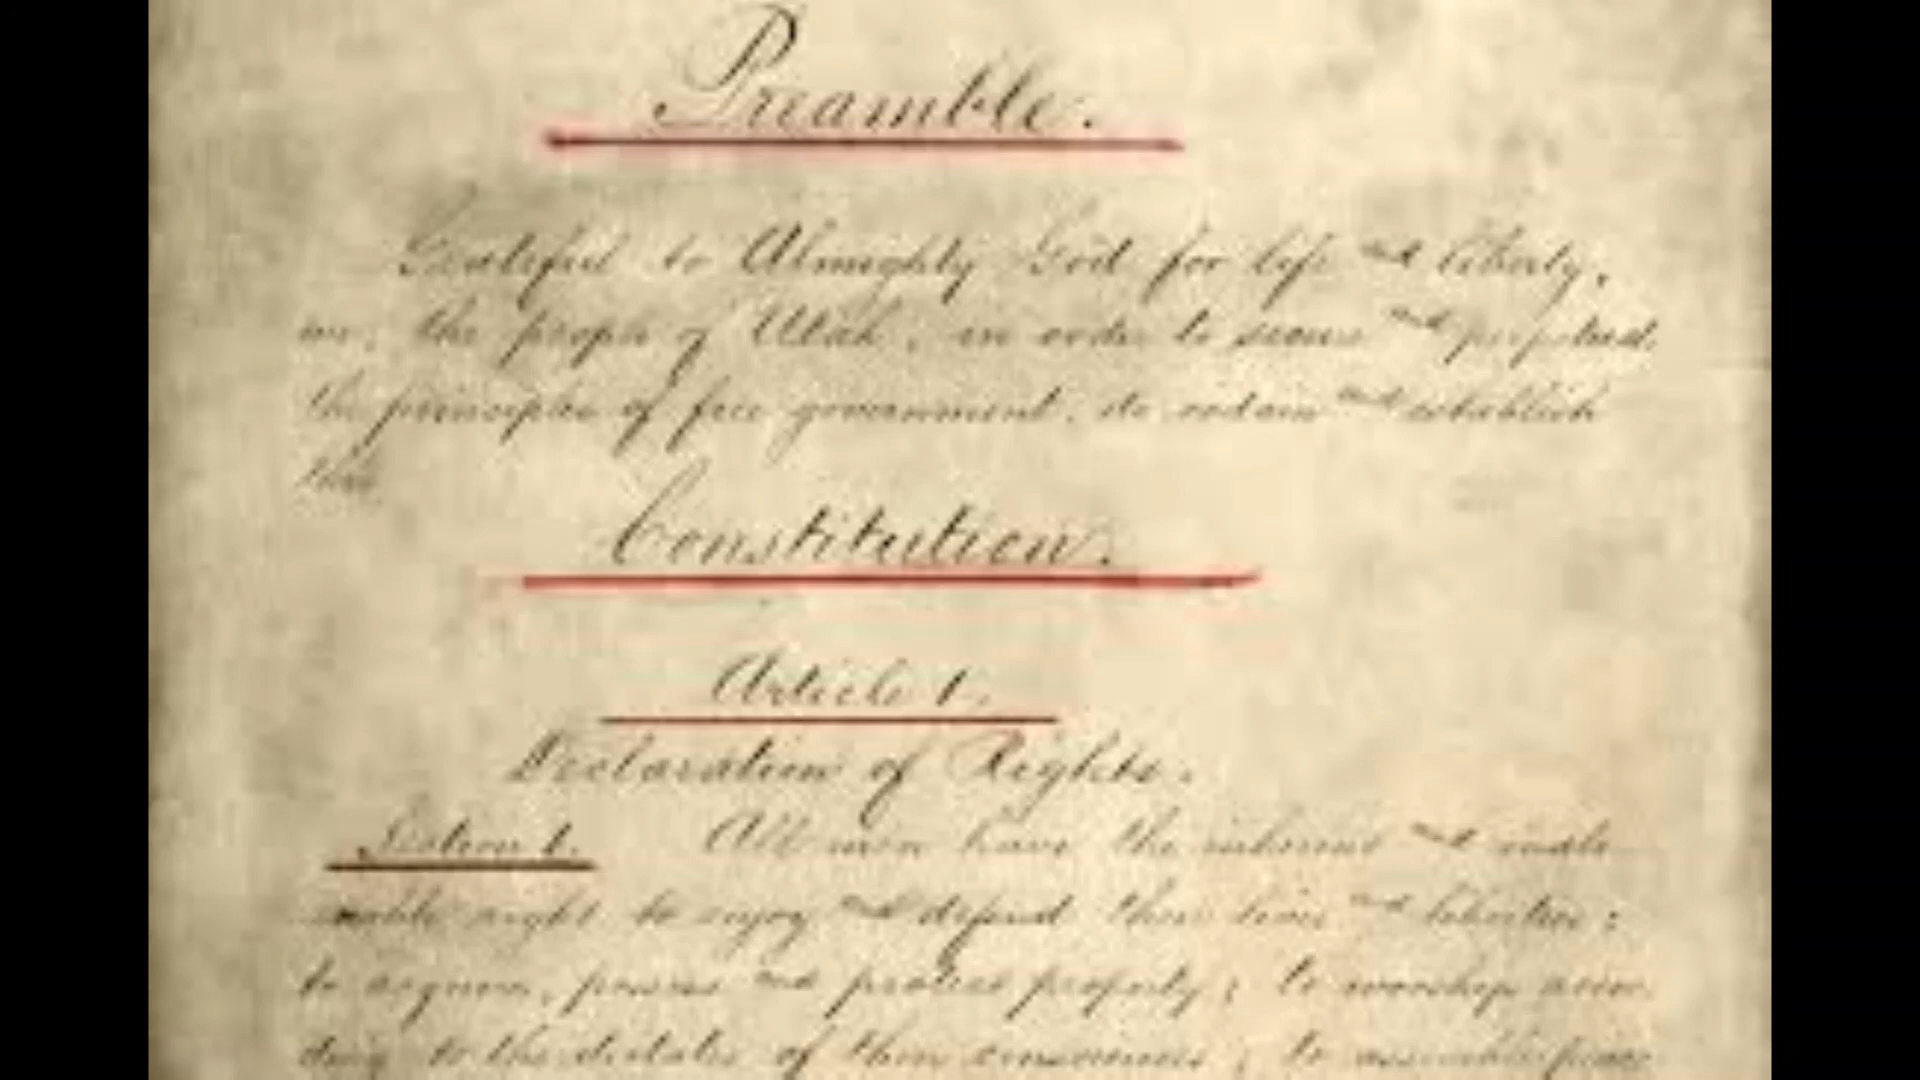 Preamble.
Grateful to Almighty God for life and liberty,
we, the people of Utah, in order to secure and perpetuate
the principles of free government, do ordain and establish
this
Constitution.
Article 1.
Declaration of Rights.
Section 1. All men have the inherent and inalie-
nable right to enjoy and defend their lives and liberties;
to acquire, possess and protect property; to worship accor-
ding to the dictates of their consciences; to assemble peace